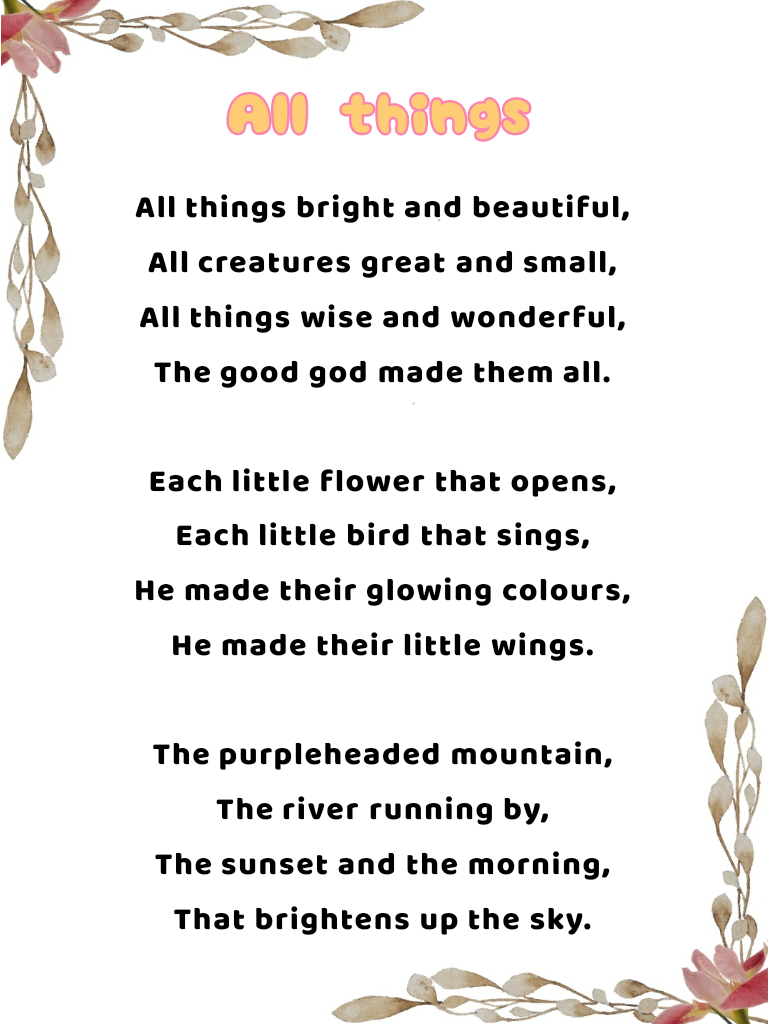 All things
All things bright and beautiful,
All creatures great and small,
All things wise and wonderful,
The good god made them all.
Each little flower that opens,
Each little bird that sings,
He made their glowing colours,
He made their little wings.
The purpleheaded mountain,
The river running by,
The sunset and the morning,
That brightens up the sky.